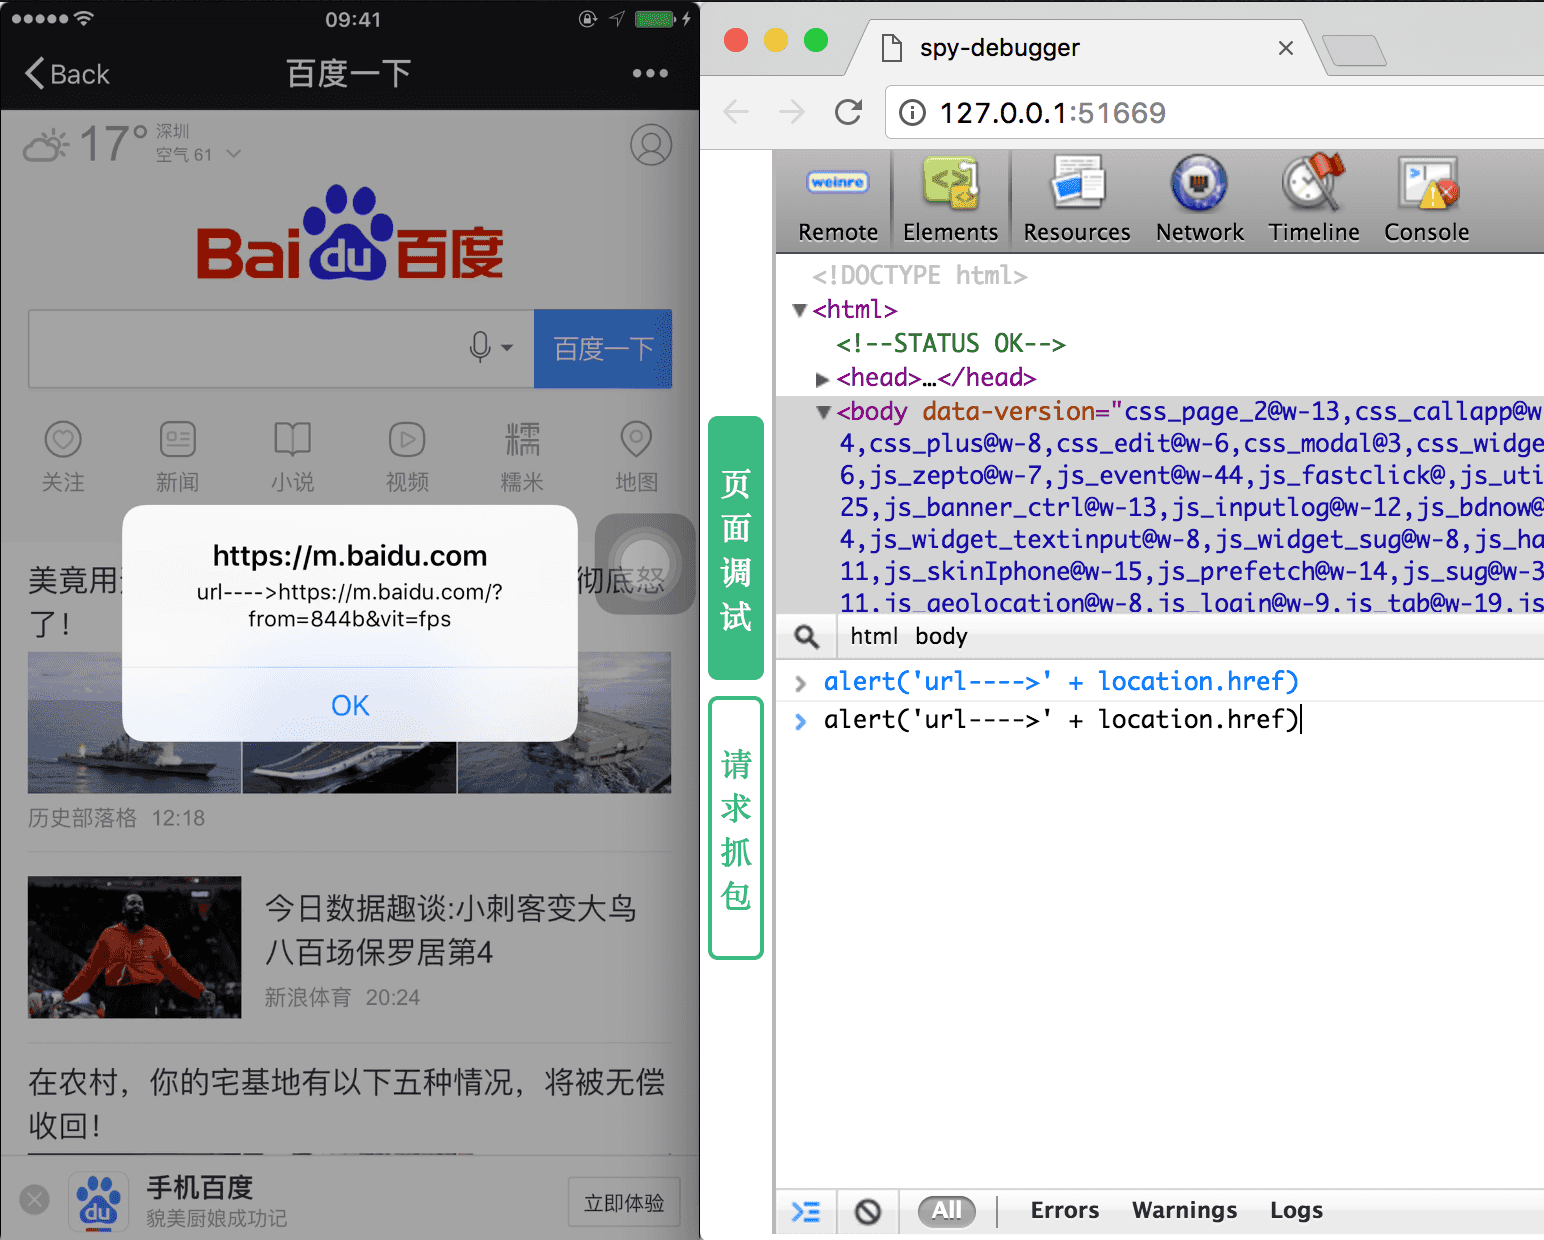 09:41
Back
百度一下
17°
深圳
空气 61
Bai du 百度
百度一下
关注
新闻
小说
视频
糯米
地图
美竟用
彻底怒
了！
https://m.baidu.com
url---->https://m.baidu.com/?
from=844b&vit=fps
OK
历史部落格 12:18
今日数据趣谈:小刺客变大鸟
八百场保罗居第4
新浪体育 20:24
在农村，你的宅基地有以下五种情况，将被无偿
收回！
du
手机百度
貌美厨娘成功记
立即体验
spy-debugger
127.0.0.1:51669
页面调试
请求抓包
weinre
Remote
Elements
Resources
Network
Timeline
Console
<!DOCTYPE html>
<html>
<!--STATUS OK-->
<head>…</head>
<body data-version="css_page_2@w-13,css_callapp@w
4,css_plus@w-8,css_edit@w-6,css_modal@3,css_widge
6,js_zepto@w-7,js_event@w-44,js_fastclick@,js_uti
25,js_banner_ctrl@w-13,js_inputlog@w-12,js_bdnow@
4,js_widget_textinput@w-8,js_widget_sug@w-8,js_ha
11,js_skinIphone@w-15,js_prefetch@w-14,js_sug@w-3
11,js_geolocation@w-8,js_login@w-9,js_tab@w-19,js
html body
> alert('url---->' + location.href)
> alert('url---->' + location.href)
All
Errors
Warnings
Logs